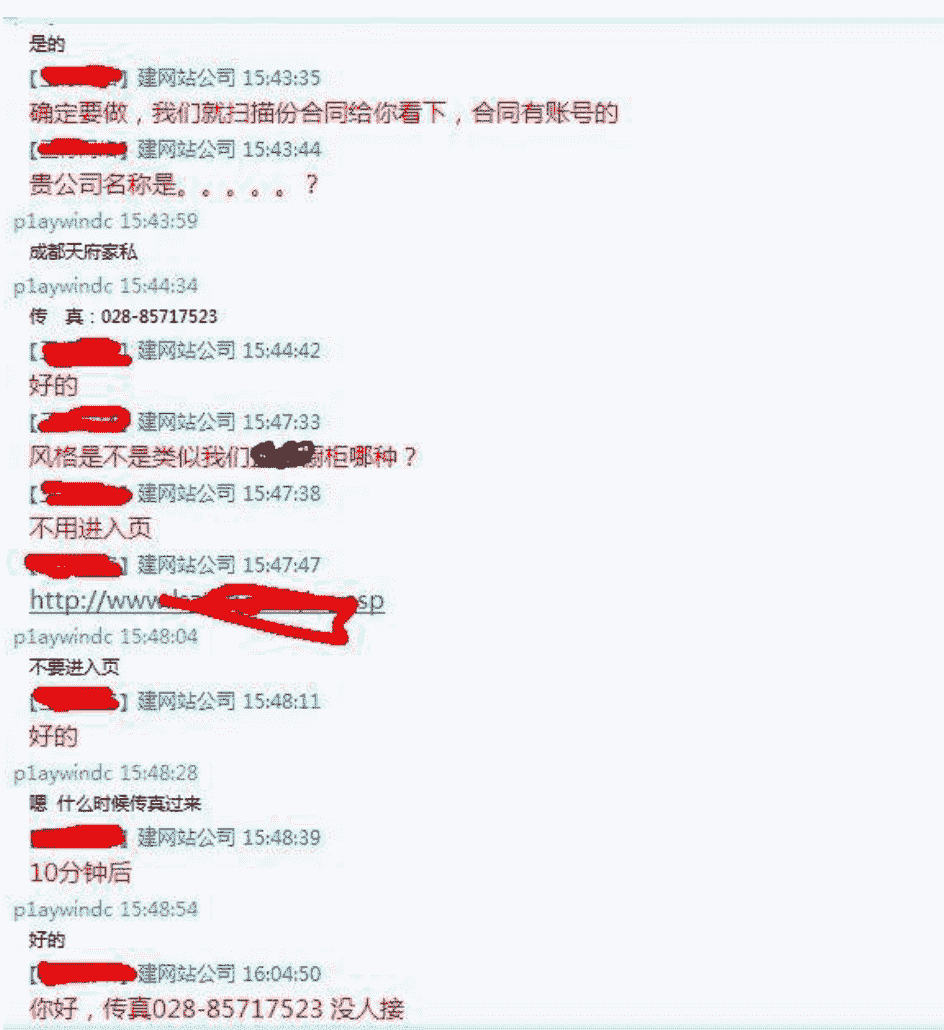 是的
【 】 建网站公司 15:43:35
确定要做，我们就扫描份合同给你看下，合同有账号的
【 】 建网站公司 15:43:44
贵公司名称是。。。。。？
p1aywindc 15:43:59
成都天府家私
p1aywindc 15:44:34
传 真：028-85717523
【 】 建网站公司 15:44:42
好的
【 】 建网站公司 15:47:33
风格是不是类似我们 橱柜哪种？
【 】 建网站公司 15:47:38
不用进入页
【 】 建网站公司 15:47:47
http://www. sp
p1aywindc 15:48:04
不要进入页
【 】 建网站公司 15:48:11
好的
p1aywindc 15:48:28
嗯 什么时候传真过来
【 】 建网站公司 15:48:39
10分钟后
p1aywindc 15:48:54
好的
【 】 建网站公司 16:04:50
你好，传真028-85717523 没人接